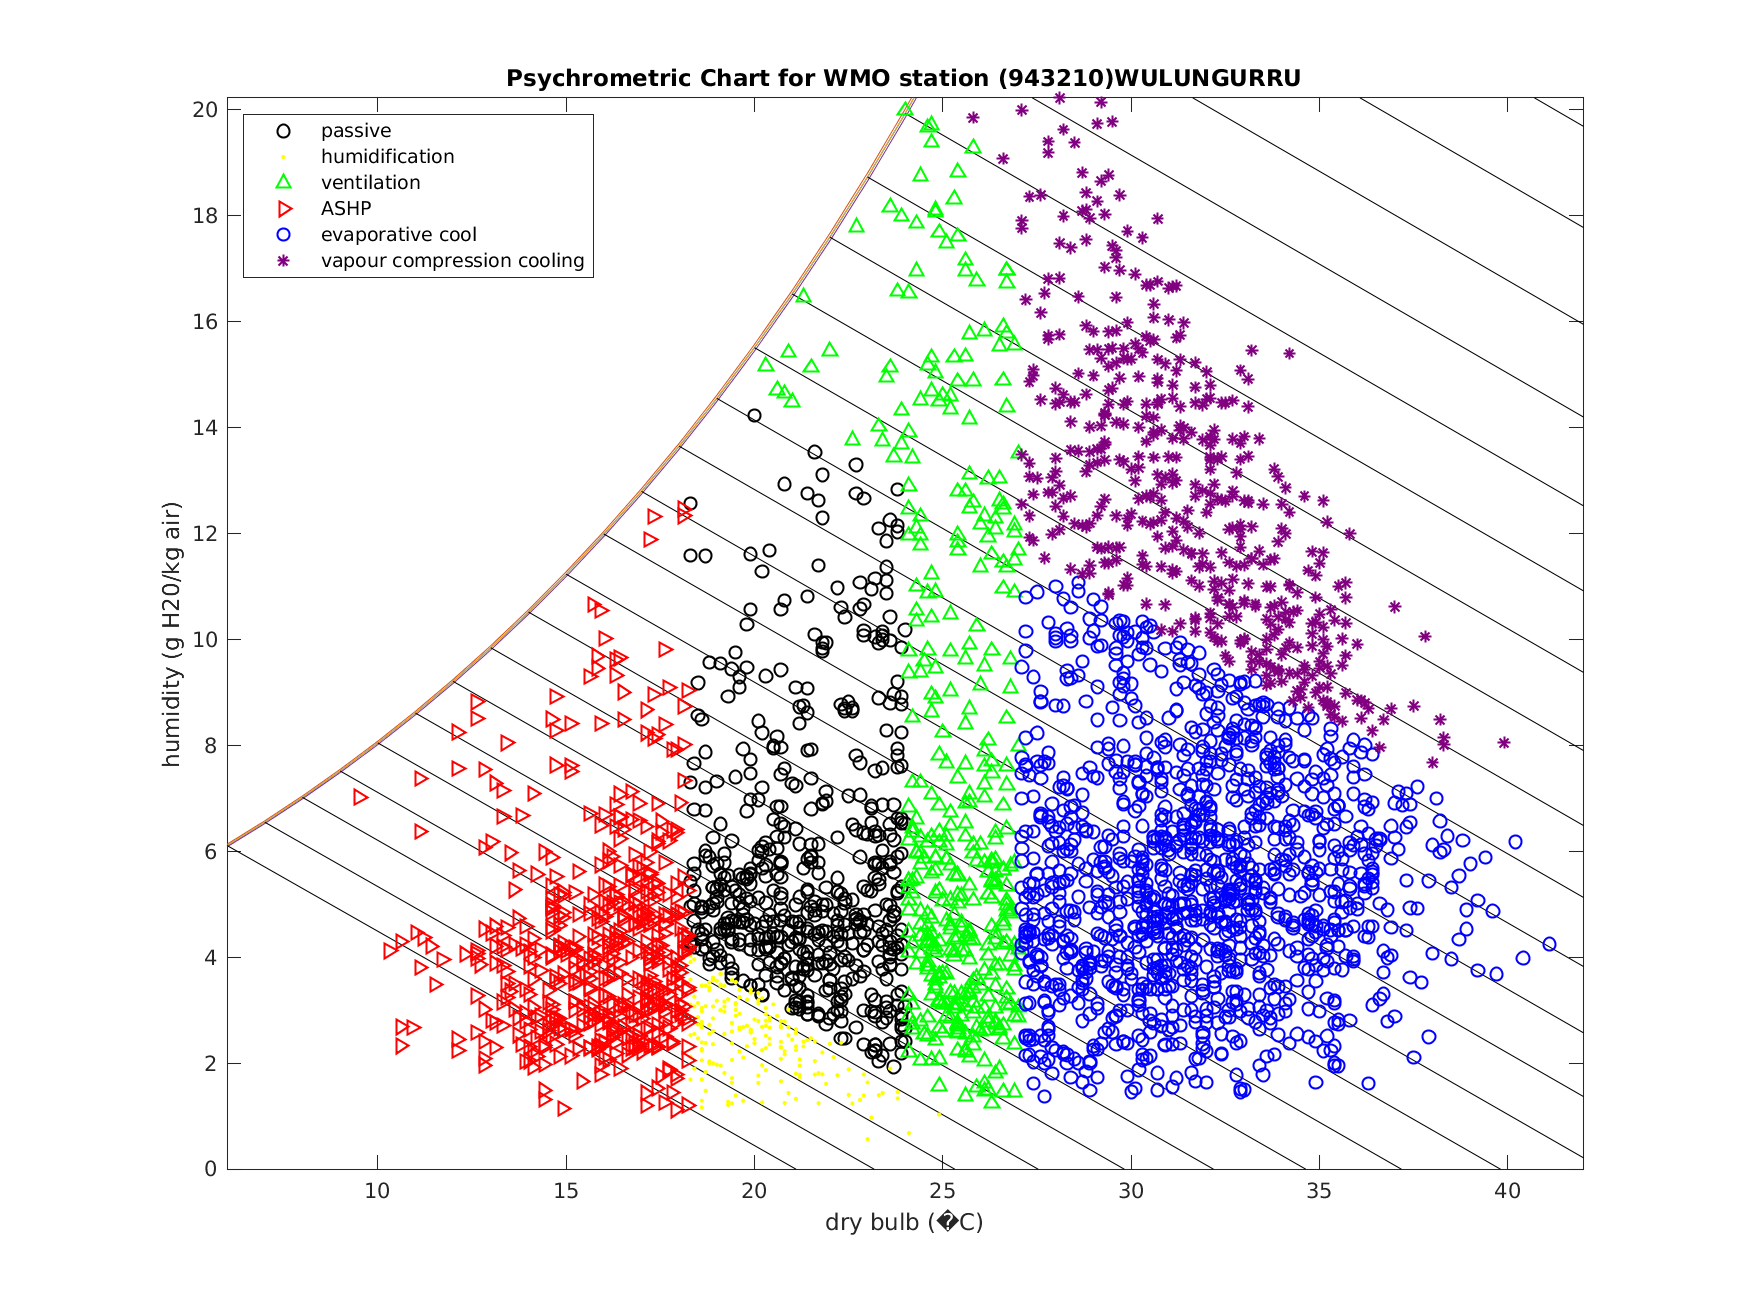 Psychrometric Chart for WMO station (943210)WULUNGURRU
passive
humidification
ventilation
ASHP
evaporative cool
vapour compression cooling
humidity (g H20/kg air)
20
18
16
14
12
10
8
6
4
2
0
10 15 20 25 30 35 40
dry bulb (�C)